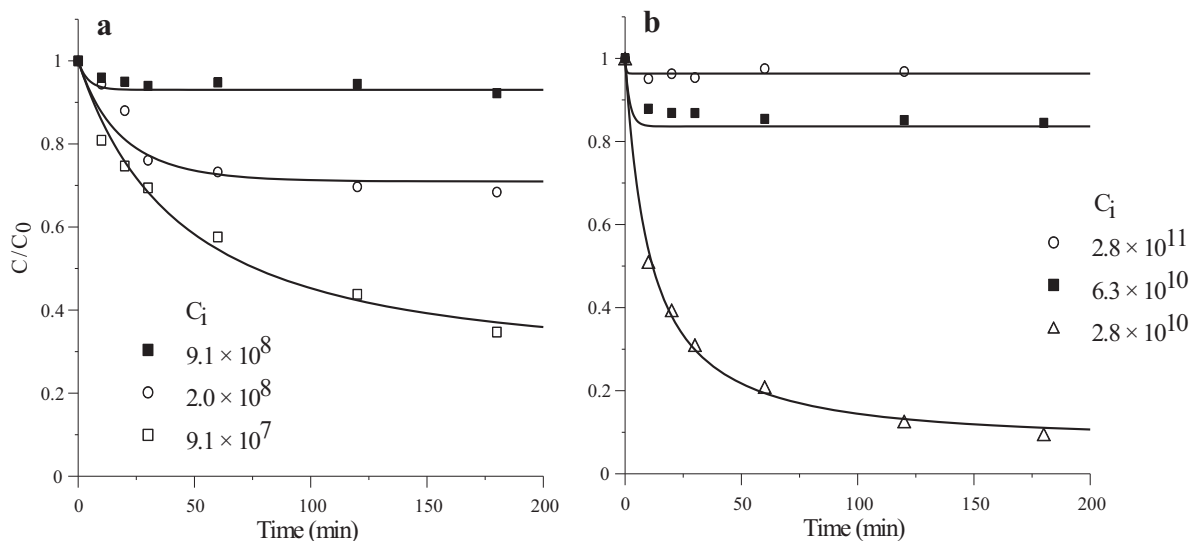 a
C/C0
1
0.8
0.6
0.4
0.2
0
0 50 100 150 200
Time (min)
Ci
9.1 × 10^8
2.0 × 10^8
9.1 × 10^7
b
1
0.8
0.6
0.4
0.2
0
0 50 100 150 200
Time (min)
Ci
2.8 × 10^11
6.3 × 10^10
2.8 × 10^10